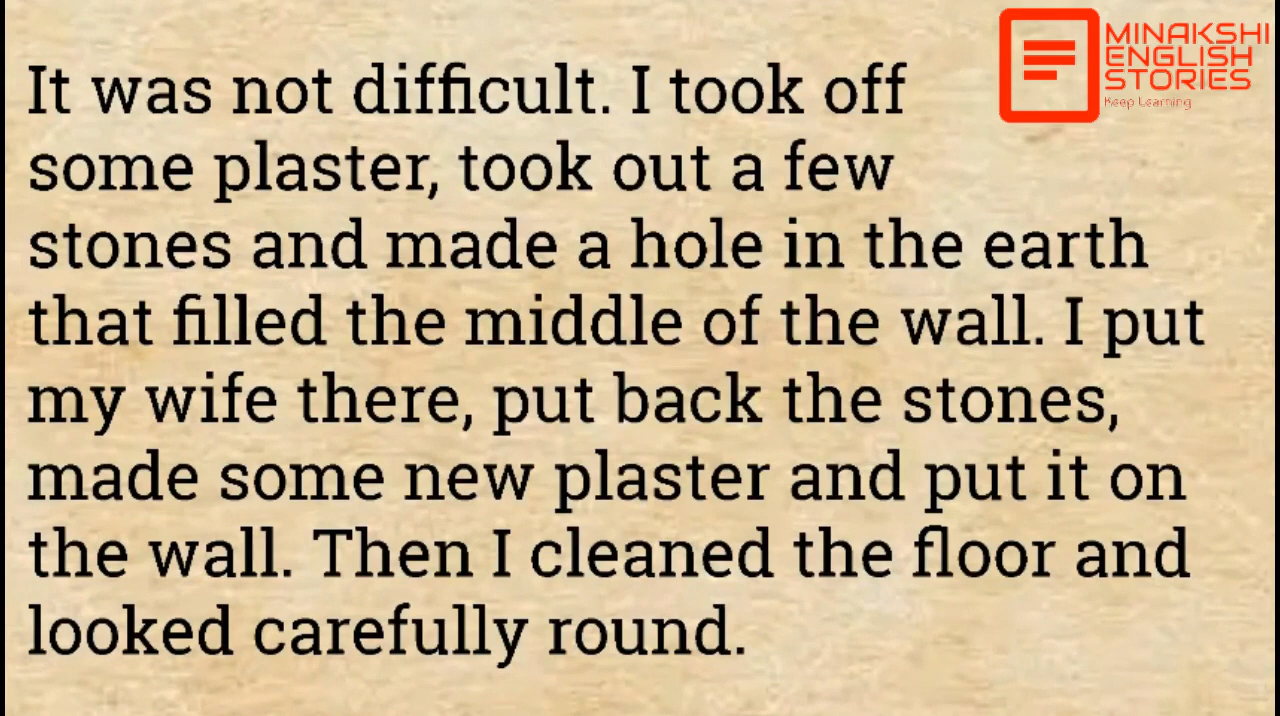 MINAKSHI
ENGLISH
STORIES
Keep Learning
It was not difficult. I took off
some plaster, took out a few
stones and made a hole in the earth
that filled the middle of the wall. I put
my wife there, put back the stones,
made some new plaster and put it on
the wall. Then I cleaned the floor and
looked carefully round.